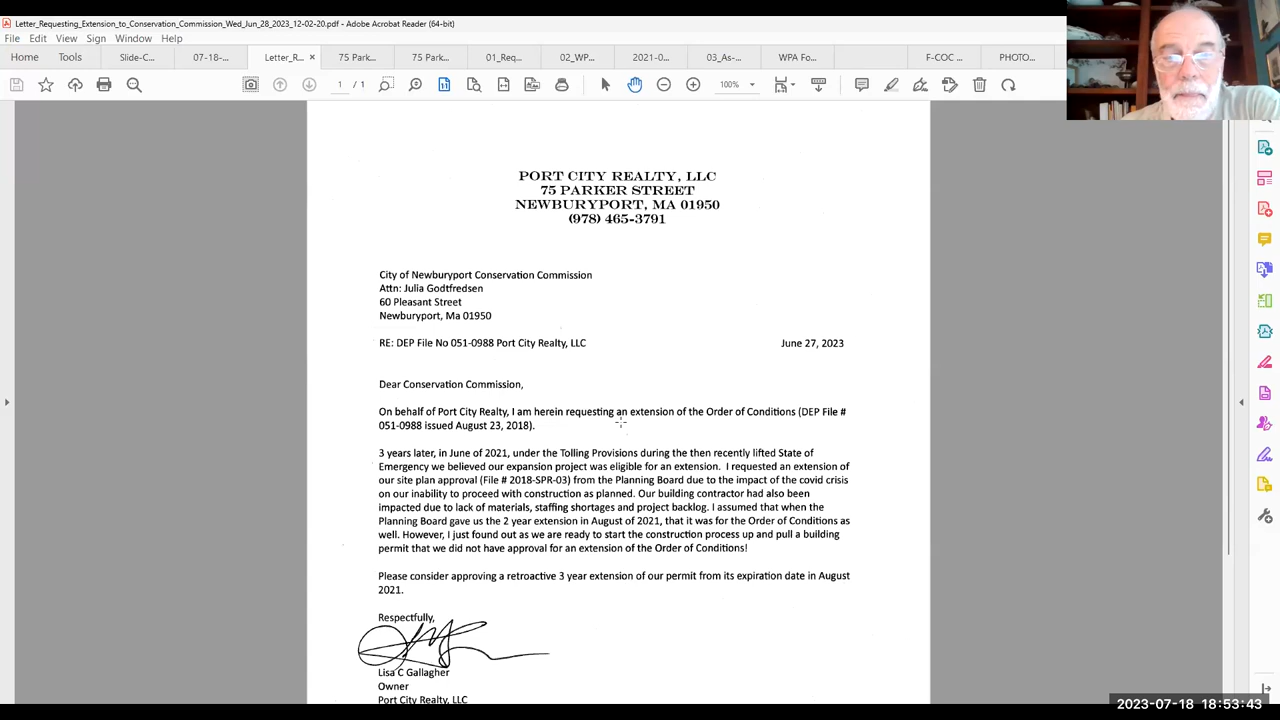 Letter_Requesting_Extension_to_Conservation_Commission_Wed_Jun_28_2023_12-02-20.pdf - Adobe Acrobat Reader (64-bit)
File Edit View Sign Window Help
Home Tools Slide-C... 07-18-... Letter_R... × 75 Park... 75 Park... 01_Req... 02_WP... 2021-0... 03_As-... WPA Fo... F-COC ... PHOTO...
1 / 1 100%
PORT CITY REALTY, LLC
75 PARKER STREET
NEWBURYPORT, MA 01950
(978) 465-3791
City of Newburyport Conservation Commission
Attn: Julia Godtfredsen
60 Pleasant Street
Newburyport, Ma 01950
RE: DEP File No 051-0988 Port City Realty, LLC June 27, 2023
Dear Conservation Commission,
On behalf of Port City Realty, I am herein requesting an extension of the Order of Conditions (DEP File #
051-0988 issued August 23, 2018).
3 years later, in June of 2021, under the Tolling Provisions during the then recently lifted State of
Emergency we believed our expansion project was eligible for an extension. I requested an extension of
our site plan approval (File # 2018-SPR-03) from the Planning Board due to the impact of the covid crisis
on our inability to proceed with construction as planned. Our building contractor had also been
impacted due to lack of materials, staffing shortages and project backlog. I assumed that when the
Planning Board gave us the 2 year extension in August of 2021, that it was for the Order of Conditions as
well. However, I just found out as we are ready to start the construction process up and pull a building
permit that we did not have approval for an extension of the Order of Conditions!
Please consider approving a retroactive 3 year extension of our permit from its expiration date in August
2021.
Respectfully,
Lisa C Gallagher
Owner
Port City Realty, LLC
2023-07-18 18:53:43